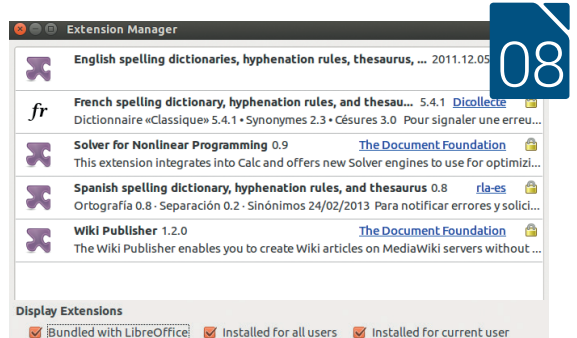 Extension Manager
08
English spelling dictionaries, hyphenation rules, thesaurus, ... 2011.12.05
fr
French spelling dictionary, hyphenation rules, and thesau... 5.4.1 Dicollecte
Dictionnaire «Classique» 5.4.1 • Synonymes 2.3 • Césures 3.0 Pour signaler une erreu...
Solver for Nonlinear Programming 0.9 The Document Foundation
This extension integrates into Calc and offers new Solver engines to use for optimizi...
Spanish spelling dictionary, hyphenation rules, and thesaurus 0.8 rla-es
Ortografía 0.8 · Separación 0.2 · Sinónimos 24/02/2013 Para notificar errores y solici...
Wiki Publisher 1.2.0 The Document Foundation
The Wiki Publisher enables you to create Wiki articles on MediaWiki servers without ...
Display Extensions
Bundled with LibreOffice Installed for all users Installed for current user